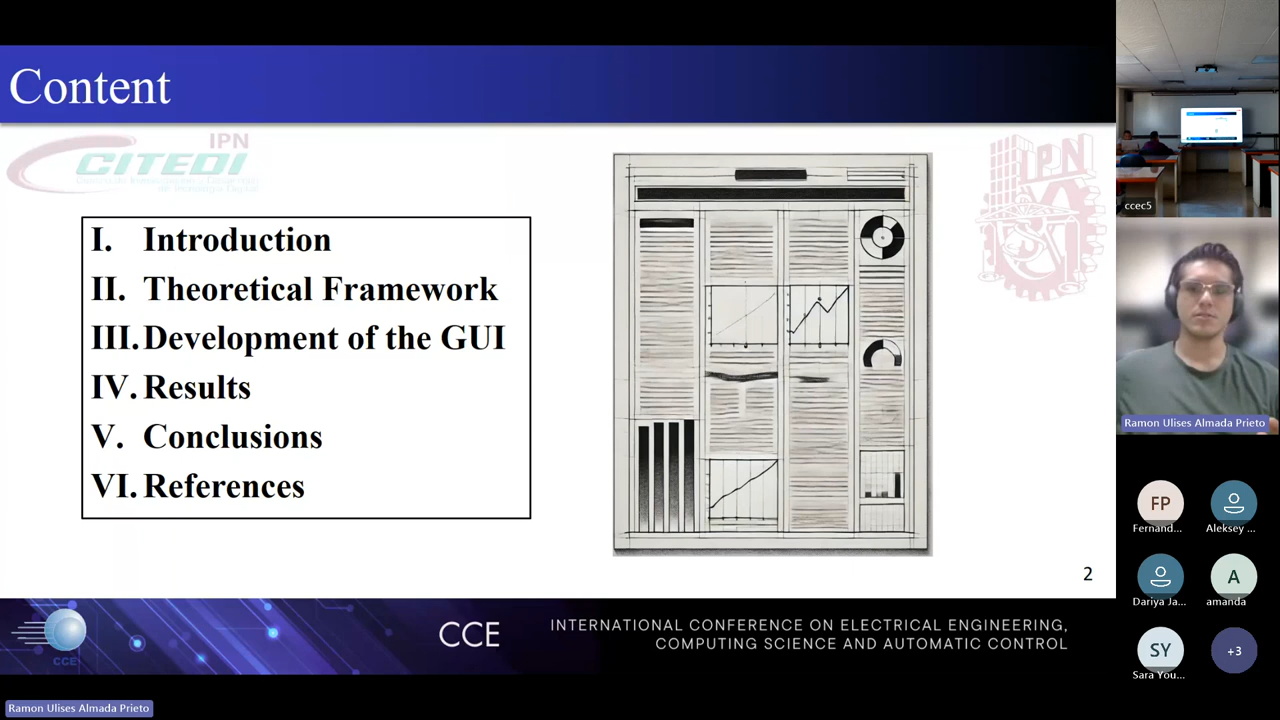 Content
IPN
CITEDI
IPN
I. Introduction
II. Theoretical Framework
III. Development of the GUI
IV. Results
V. Conclusions
VI. References
2
CCE
CCE
INTERNATIONAL CONFERENCE ON ELECTRICAL ENGINEERING,
COMPUTING SCIENCE AND AUTOMATIC CONTROL
Ramon Ulises Almada Prieto
ccec5
Ramon Ulises Almada Prieto
FP
Fernand...
Aleksey ...
Dariya Ja...
A
amanda
SY
Sara You...
+3